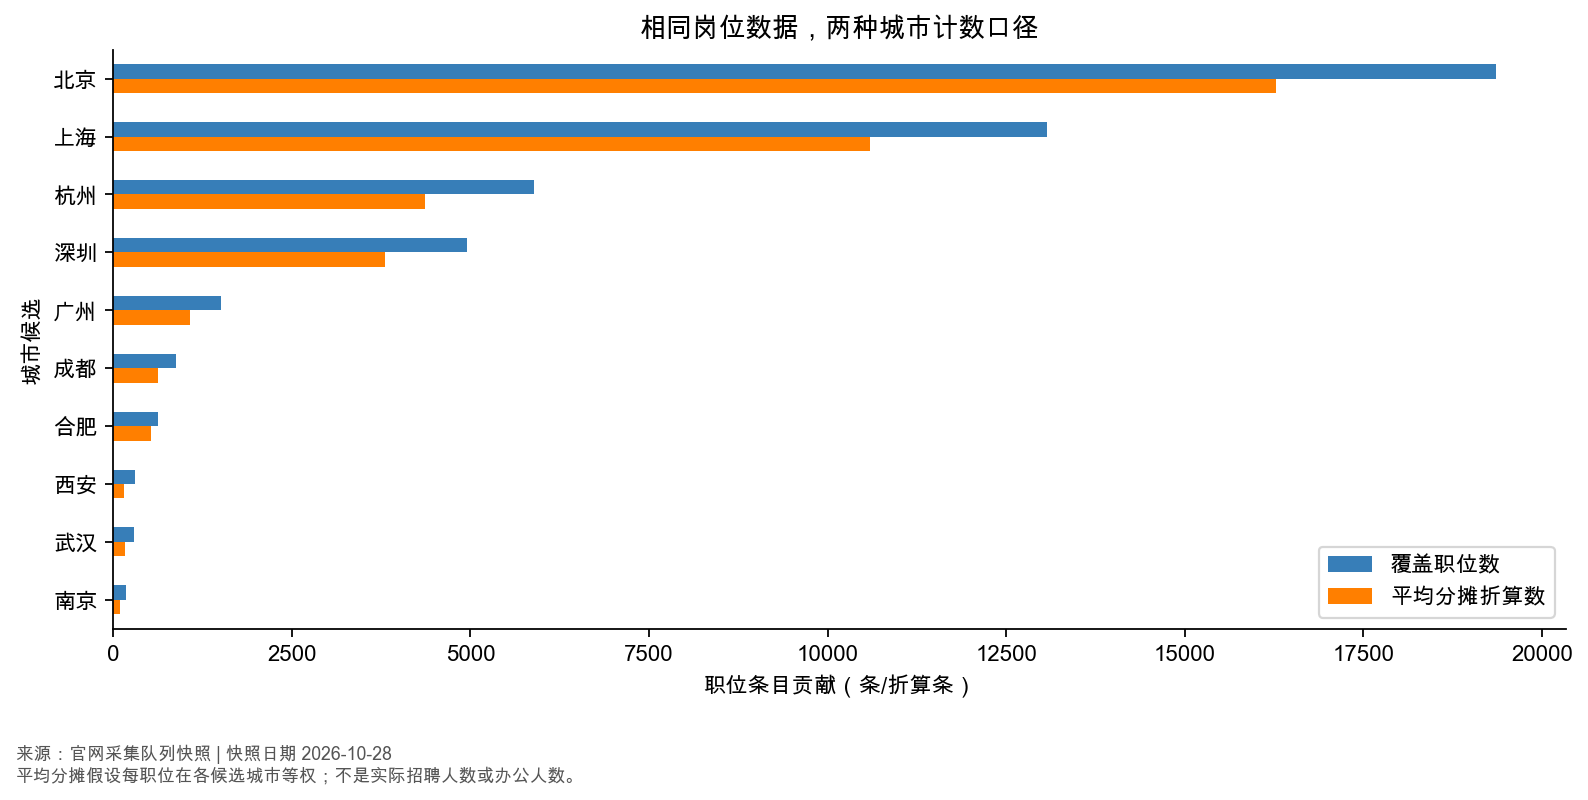 相同岗位数据，两种城市计数口径
城市候选
北京
上海
杭州
深圳
广州
成都
合肥
西安
武汉
南京
覆盖职位数
平均分摊折算数
0 2500 5000 7500 10000 12500 15000 17500 20000
职位条目贡献（条/折算条）
来源：官网采集队列快照 | 快照日期 2026-10-28
平均分摊假设每职位在各候选城市等权；不是实际招聘人数或办公人数。